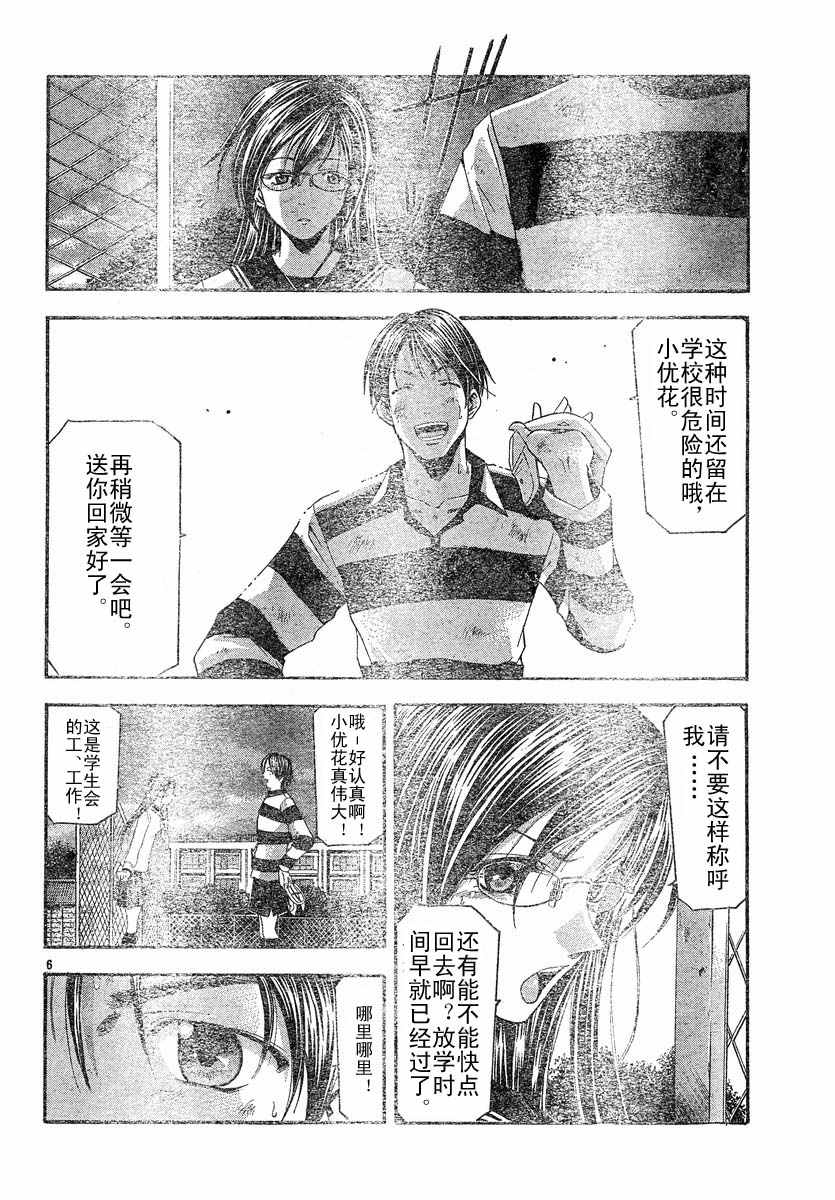 这种时间还留在
学校很危险的哦，
小优花。
再稍微等一会吧。
送你回家好了。
请不要这样称呼
我……
还有能不能快点
回去啊？放学时
间早就已经过了。
哦-好认真啊！
小优花真伟大！
这是学生会
的工、工作！
哪里哪里！
6